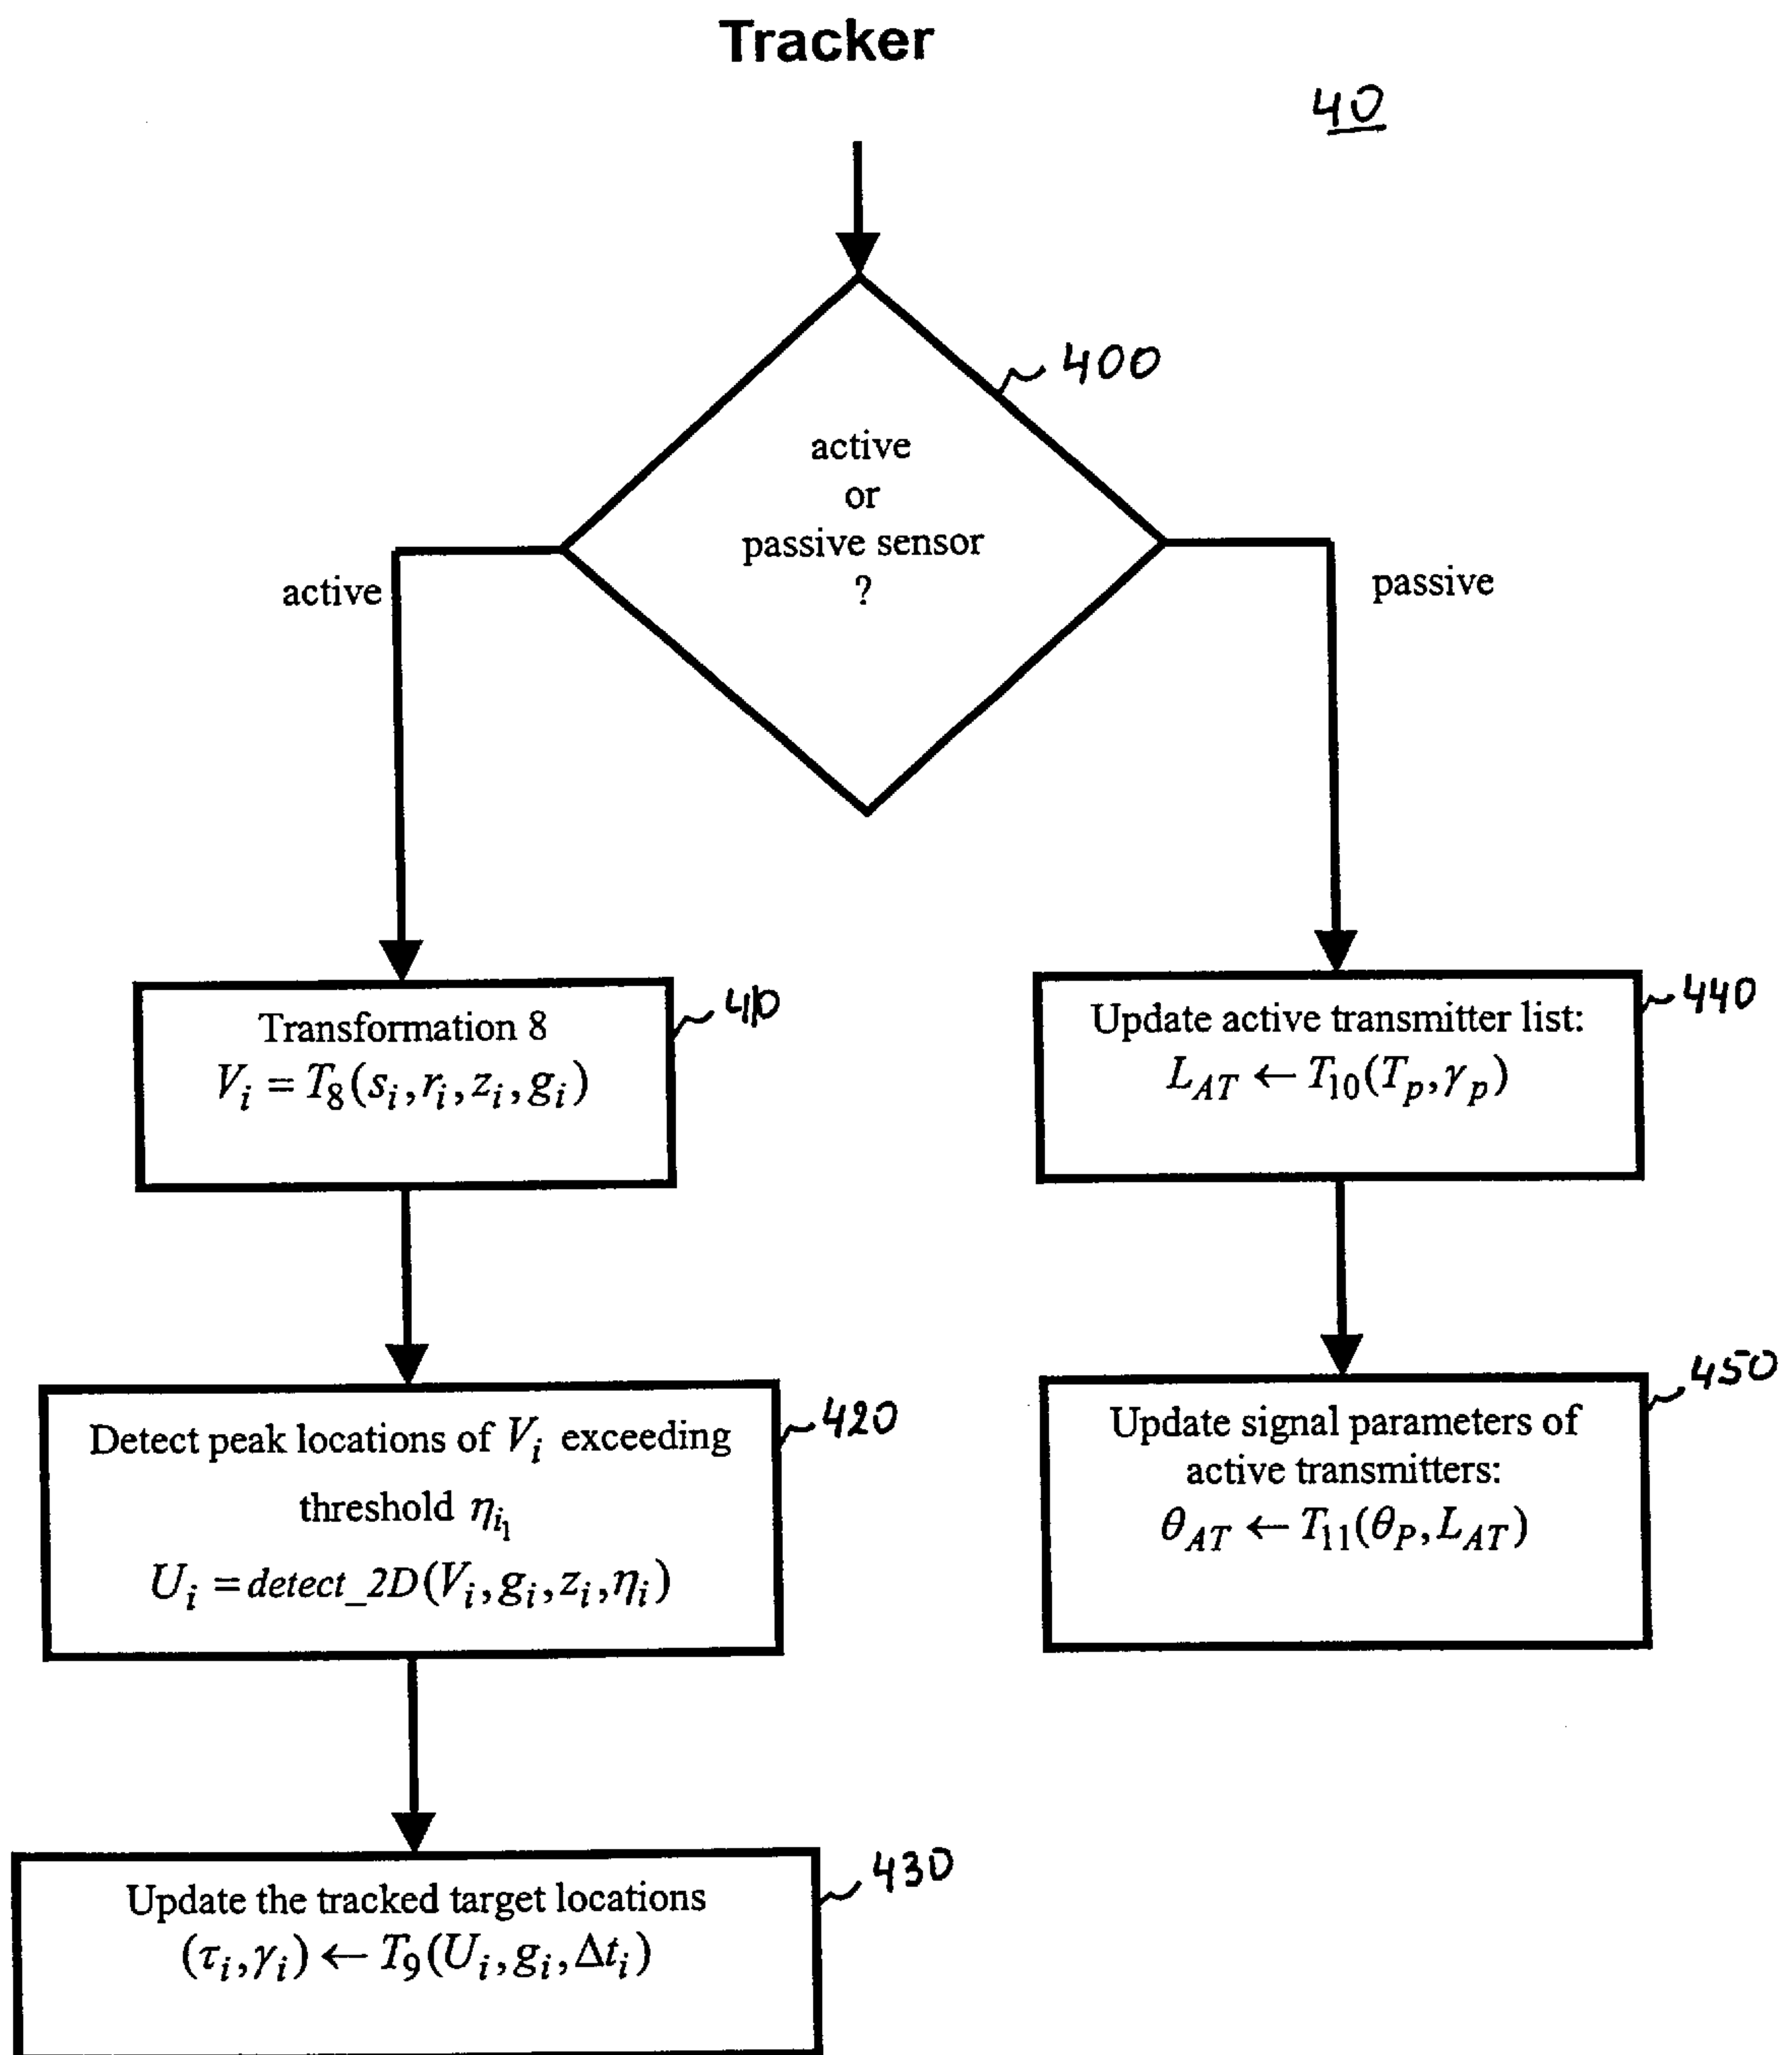 Tracker
40
400
active
or
passive sensor
?
active
passive
Transformation 8
V_i = T_8(s_i, r_i, z_i, g_i)
410
Update active transmitter list:
L_AT ← T_10(T_p, γ_p)
440
Detect peak locations of V_i exceeding
threshold η_i_1
U_i = detect_2D(V_i, g_i, z_i, η_i)
420
Update signal parameters of
active transmitters:
θ_AT ← T_11(θ_P, L_AT)
450
Update the tracked target locations
(τ_i, γ_i) ← T_9(U_i, g_i, Δt_i)
430